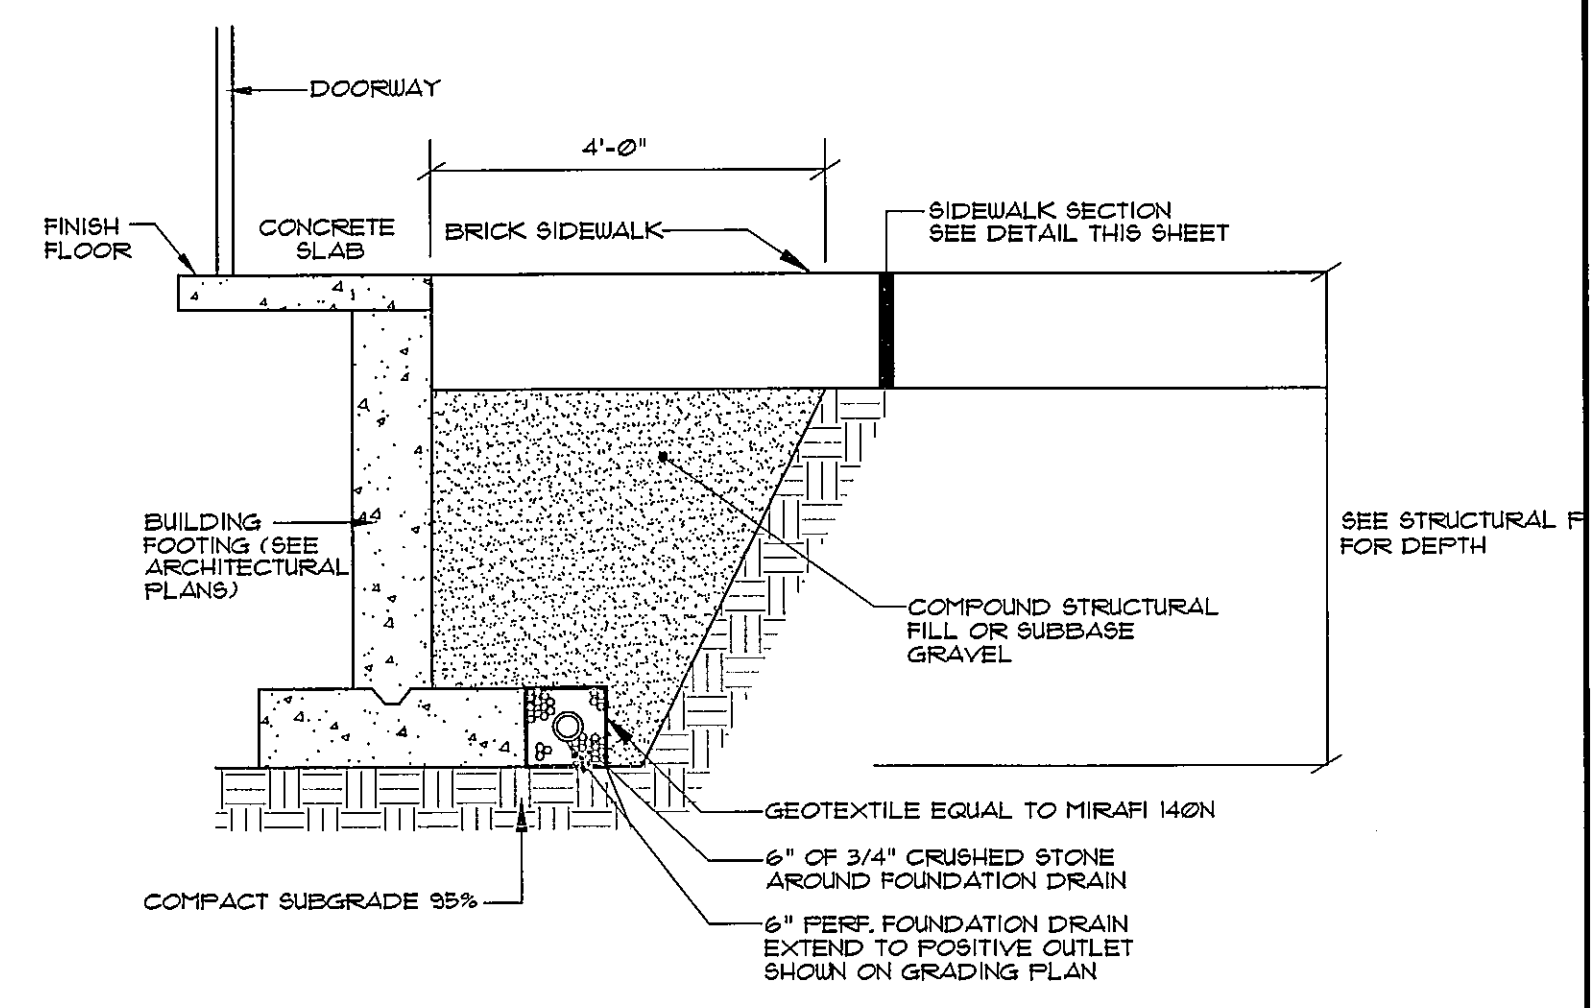 DOORWAY
4'-0"
FINISH
FLOOR
CONCRETE
SLAB
BRICK SIDEWALK
SIDEWALK SECTION
SEE DETAIL THIS SHEET
BUILDING
FOOTING (SEE
ARCHITECTURAL
PLANS)
SEE STRUCTURAL
FOR DEPTH
COMPOUND STRUCTURAL
FILL OR SUBBASE
GRAVEL
GEOTEXTILE EQUAL TO MIRAFI 140N
6" OF 3/4" CRUSHED STONE
AROUND FOUNDATION DRAIN
COMPACT SUBGRADE 95%
6" PERF. FOUNDATION DRAIN
EXTEND TO POSITIVE OUTLET
SHOWN ON GRADING PLAN